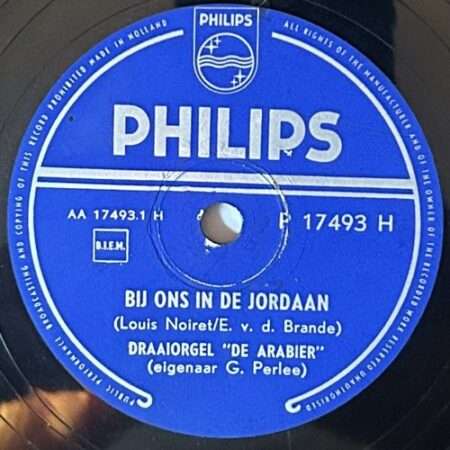 PHILIPS
PHILIPS
AA 17493.1 H
P 17493 H
B.I.E.M.
BIJ ONS IN DE JORDAAN
(Louis Noiret/E. v. d. Brande)
DRAAIORGEL "DE ARABIER"
(eigenaar G. Perlee)
PUBLIC PERFORMANCE BROADCASTING AND COPYING OF THIS RECORD PROHIBITED MADE IN HOLLAND
ALL RIGHTS OF THE MANUFACTURER AND OF THE OWNER OF THE RECORDED WORK RESERVED UNAUTHORISED